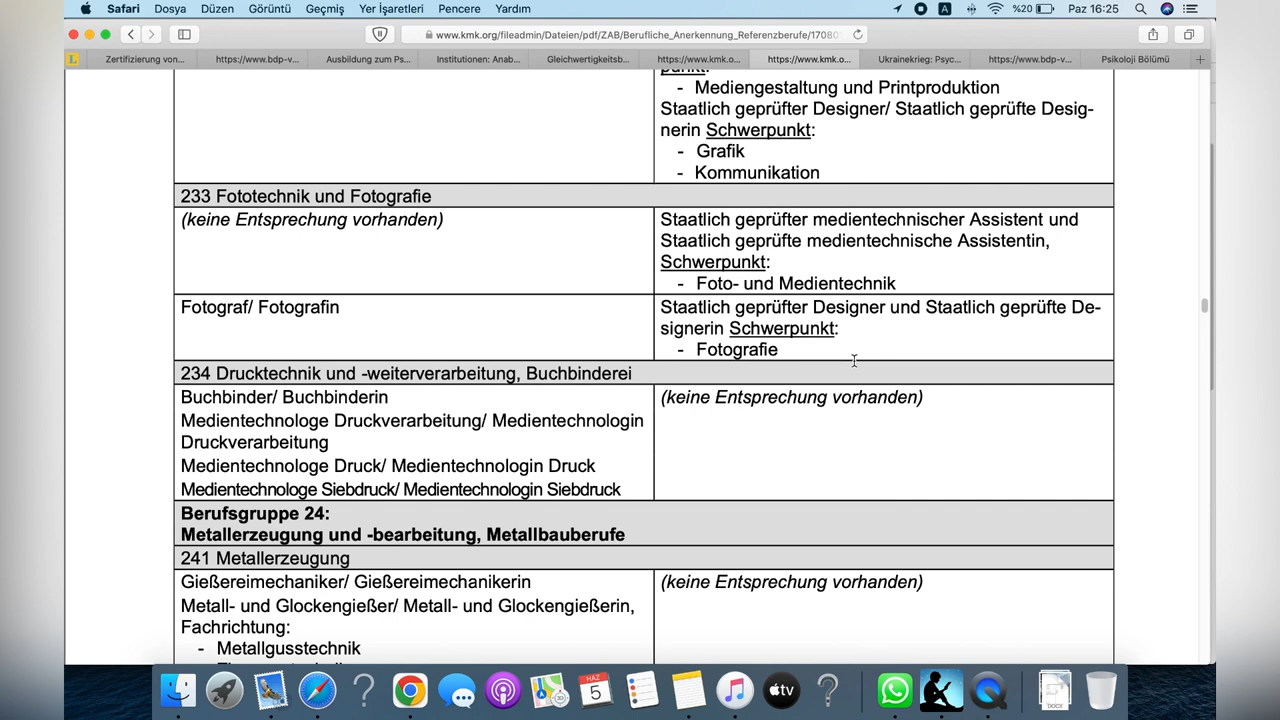 Safari Dosya Düzen Görüntü Geçmiş Yer İşaretleri Pencere Yardım A %20 Paz 16:25
www.kmk.org/fileadmin/Dateien/pdf/ZAB/Berufliche_Anerkennung_Referenzberufe/17080
L Zertifizierung von... https://www.bdp-v... Ausbildung zum Ps... Institutionen: Anab... Gleichwertigkeitsb... https://www.kmk.o... https://www.kmk.o... Ukrainekrieg: Psyc... https://www.bdp-v... Psikoloji Bölümü
punkt:
- Mediengestaltung und Printproduktion
Staatlich geprüfter Designer/ Staatlich geprüfte Desig-
nerin Schwerpunkt:
- Grafik
- Kommunikation
233 Fototechnik und Fotografie
(keine Entsprechung vorhanden)
Staatlich geprüfter medientechnischer Assistent und
Staatlich geprüfte medientechnische Assistentin,
Schwerpunkt:
- Foto- und Medientechnik
Fotograf/ Fotografin
Staatlich geprüfter Designer und Staatlich geprüfte De-
signerin Schwerpunkt:
- Fotografie
234 Drucktechnik und -weiterverarbeitung, Buchbinderei
Buchbinder/ Buchbinderin
Medientechnologe Druckverarbeitung/ Medientechnologin
Druckverarbeitung
Medientechnologe Druck/ Medientechnologin Druck
Medientechnologe Siebdruck/ Medientechnologin Siebdruck
(keine Entsprechung vorhanden)
Berufsgruppe 24:
Metallerzeugung und -bearbeitung, Metallbauberufe
241 Metallerzeugung
Gießereimechaniker/ Gießereimechanikerin
Metall- und Glockengießer/ Metall- und Glockengießerin,
Fachrichtung:
- Metallgusstechnik
(keine Entsprechung vorhanden)
HAZ
5
tv
DOCX